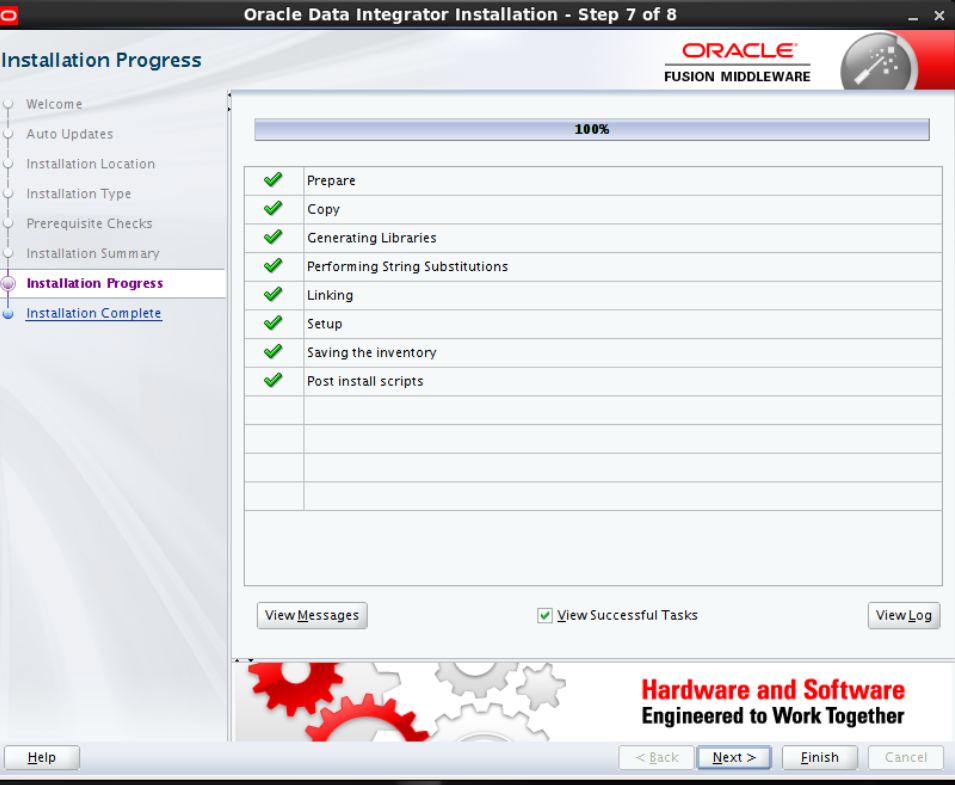 Oracle Data Integrator Installation - Step 7 of 8
Installation Progress
ORACLE
FUSION MIDDLEWARE
Welcome
Auto Updates
Installation Location
Installation Type
Prerequisite Checks
Installation Summary
Installation Progress
Installation Complete
100%
Prepare
Copy
Generating Libraries
Performing String Substitutions
Linking
Setup
Saving the inventory
Post install scripts
View Messages
View Successful Tasks
View Log
Hardware and Software
Engineered to Work Together
Help
< Back
Next >
Finish
Cancel